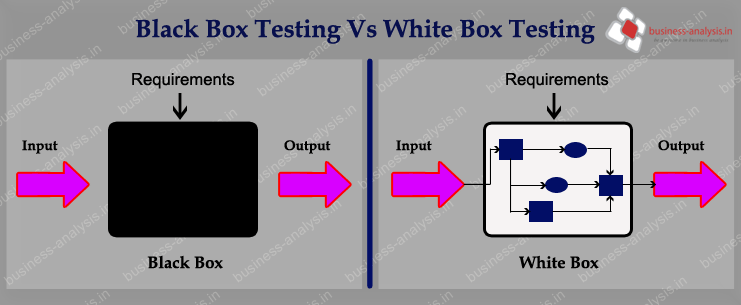 Black Box Testing Vs White Box Testing
business-analysis.in
Requirements
Input
Output
Black Box
Requirements
Input
Output
White Box